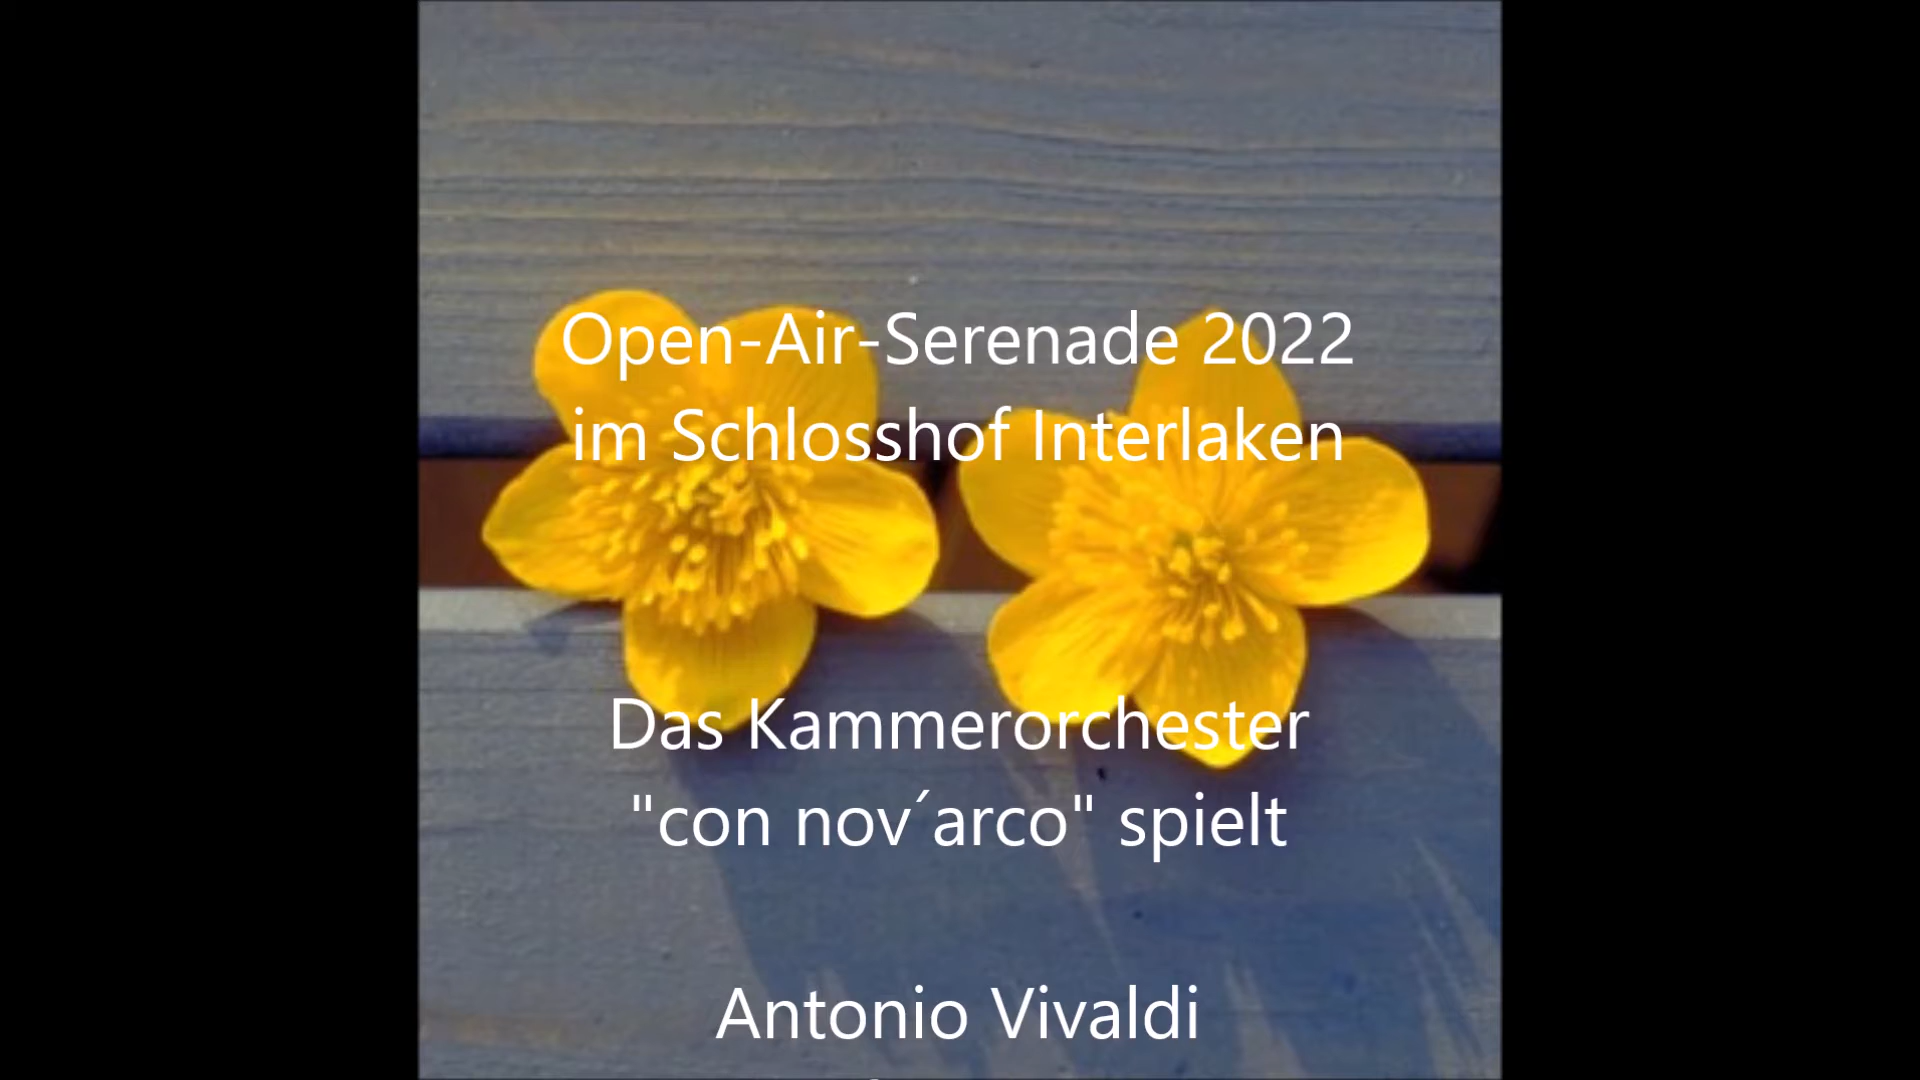 Open-Air-Serenade 2022
im Schlosshof Interlaken
Das Kammerorchester
"con nov´arco" spielt
Antonio Vivaldi